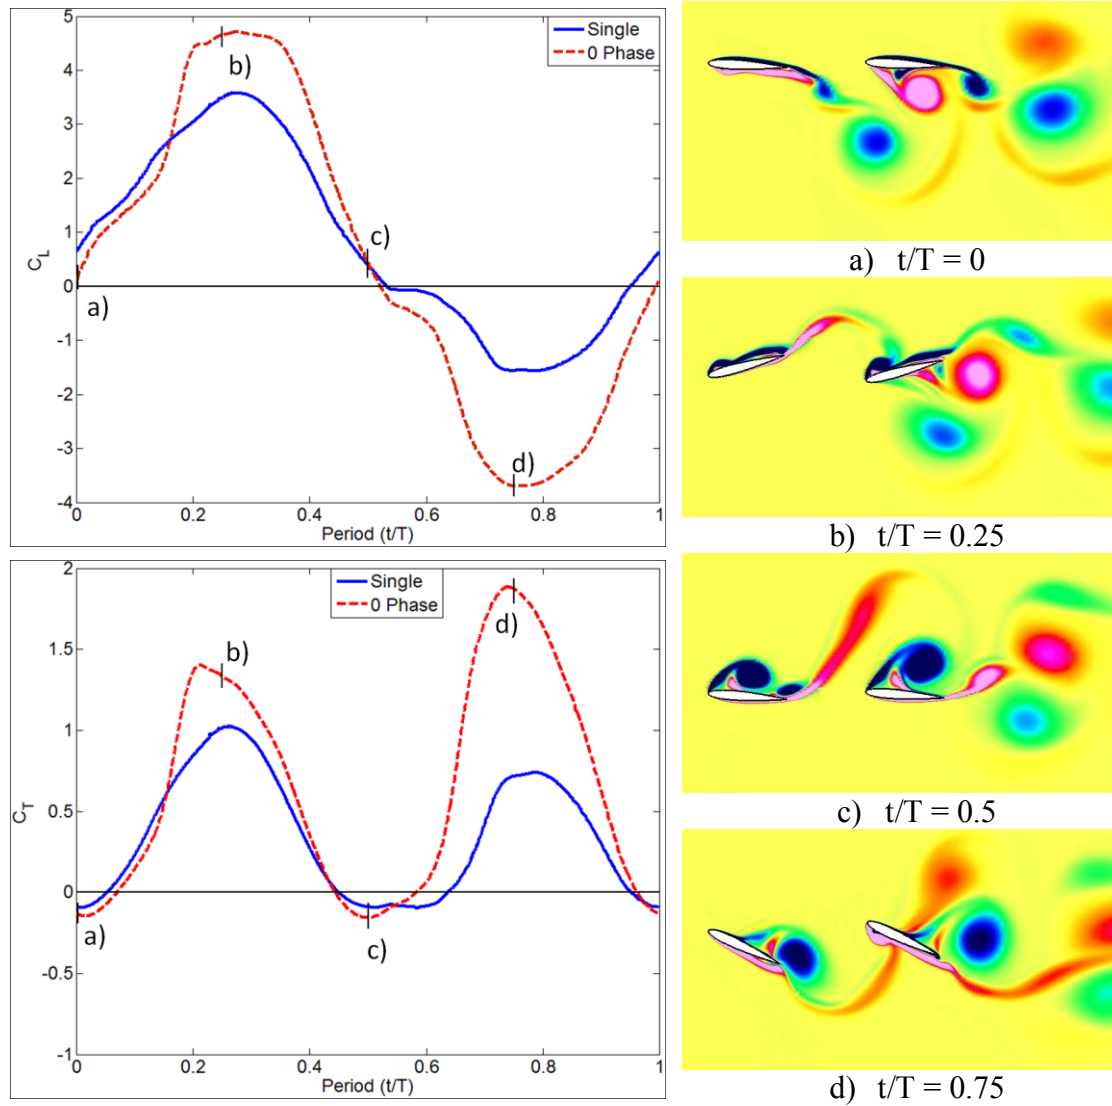 5
4
3
2
1
0
-1
-2
-3
-4
C_L
Single
0 Phase
a)
b)
c)
d)
0 0.2 0.4 0.6 0.8 1
Period (t/T)
2
1.5
1
0.5
0
-0.5
-1
C_T
Single
0 Phase
a)
b)
c)
d)
0 0.2 0.4 0.6 0.8 1
Period (t/T)
a) t/T = 0
b) t/T = 0.25
c) t/T = 0.5
d) t/T = 0.75